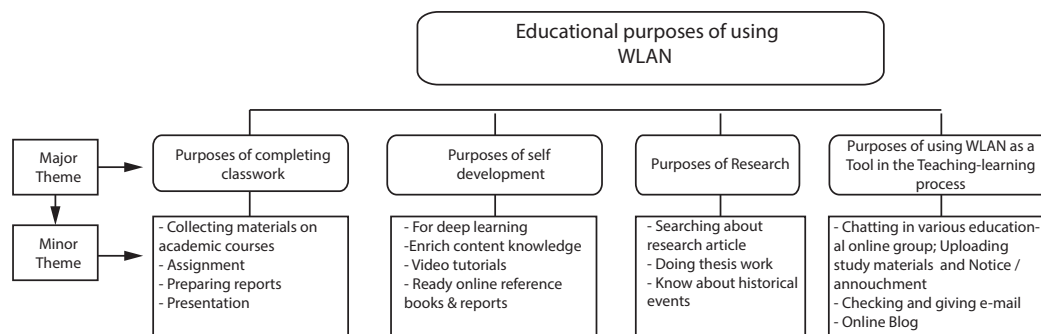 Educational purposes of using
WLAN
Major
Theme
Purposes of completing
classwork
Purposes of self
development
Purposes of Research
Purposes of using WLAN as a
Tool in the Teaching-learning
process
Minor
Theme
- Collecting materials on
academic courses
- Assignment
- Preparing reports
- Presentation
- For deep learning
-Enrich content knowledge
- Video tutorials
- Ready online reference
books & reports
- Searching about
research article
- Doing thesis work
- Know about historical
events
- Chatting in various education-
al online group; Uploading
study materials and Notice /
annouchment
- Checking and giving e-mail
- Online Blog